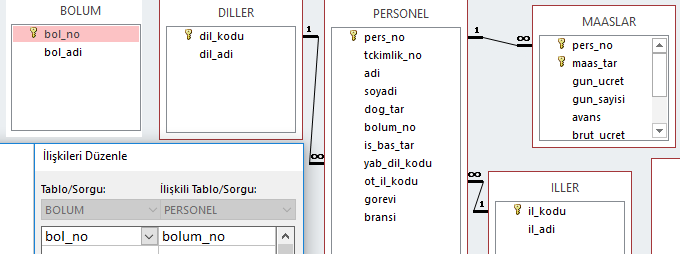 BOLUM
bol_no
bol_adi
DILLER
dil_kodu
dil_adi
1
∞
PERSONEL
pers_no
tckimlik_no
adi
soyadi
dog_tar
bolum_no
is_bas_tar
yab_dil_kodu
ot_il_kodu
gorevi
bransi
1
∞
MAASLAR
pers_no
maas_tar
gun_ucret
gun_sayisi
avans
brut_ucret
∞
1
ILLER
il_kodu
il_adi
İlişkileri Düzenle
Tablo/Sorgu: İlişkili Tablo/Sorgu:
BOLUM PERSONEL
bol_no bolum_no